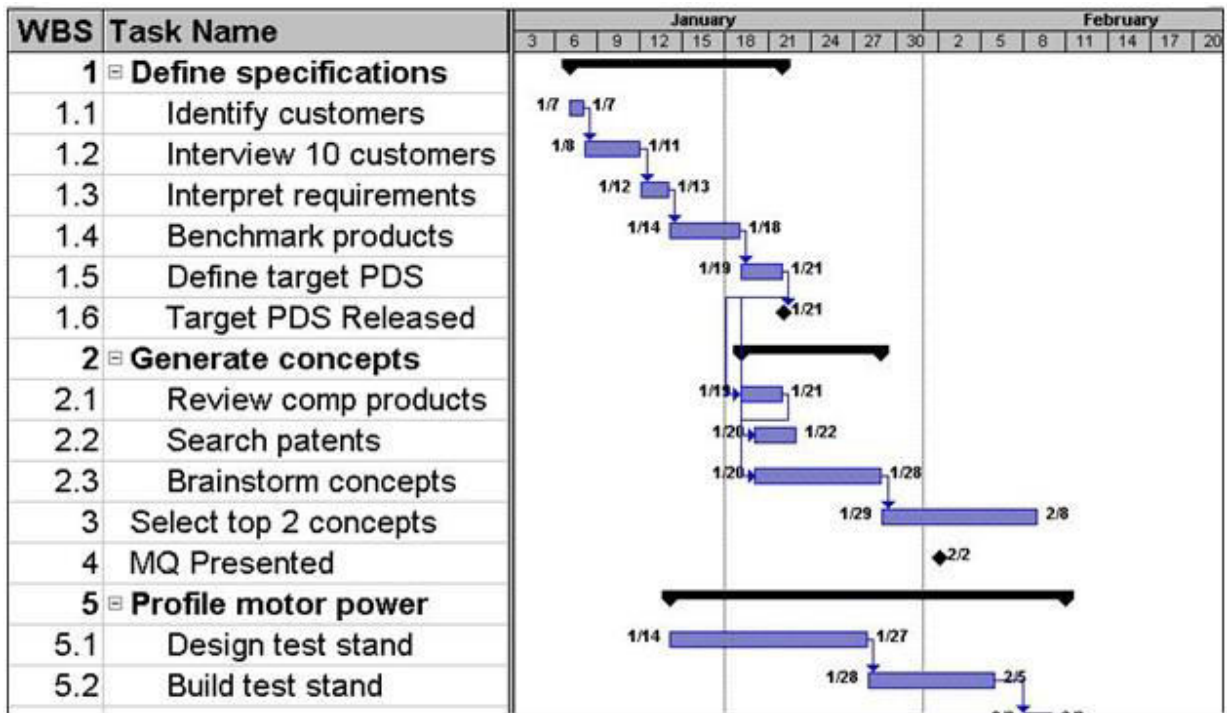 WBS Task Name January February
3 6 9 12 15 18 21 24 27 30 2 5 8 11 14 17 20
1 Define specifications
1.1 Identify customers 1/7 1/7
1.2 Interview 10 customers 1/8 1/11
1.3 Interpret requirements 1/12 1/13
1.4 Benchmark products 1/14 1/18
1.5 Define target PDS 1/19 1/21
1.6 Target PDS Released 1/21
2 Generate concepts
2.1 Review comp products 1/19 1/21
2.2 Search patents 1/20 1/22
2.3 Brainstorm concepts 1/20 1/28
3 Select top 2 concepts 1/29 2/8
4 MQ Presented 2/2
5 Profile motor power
5.1 Design test stand 1/14 1/27
5.2 Build test stand 1/28 2/5